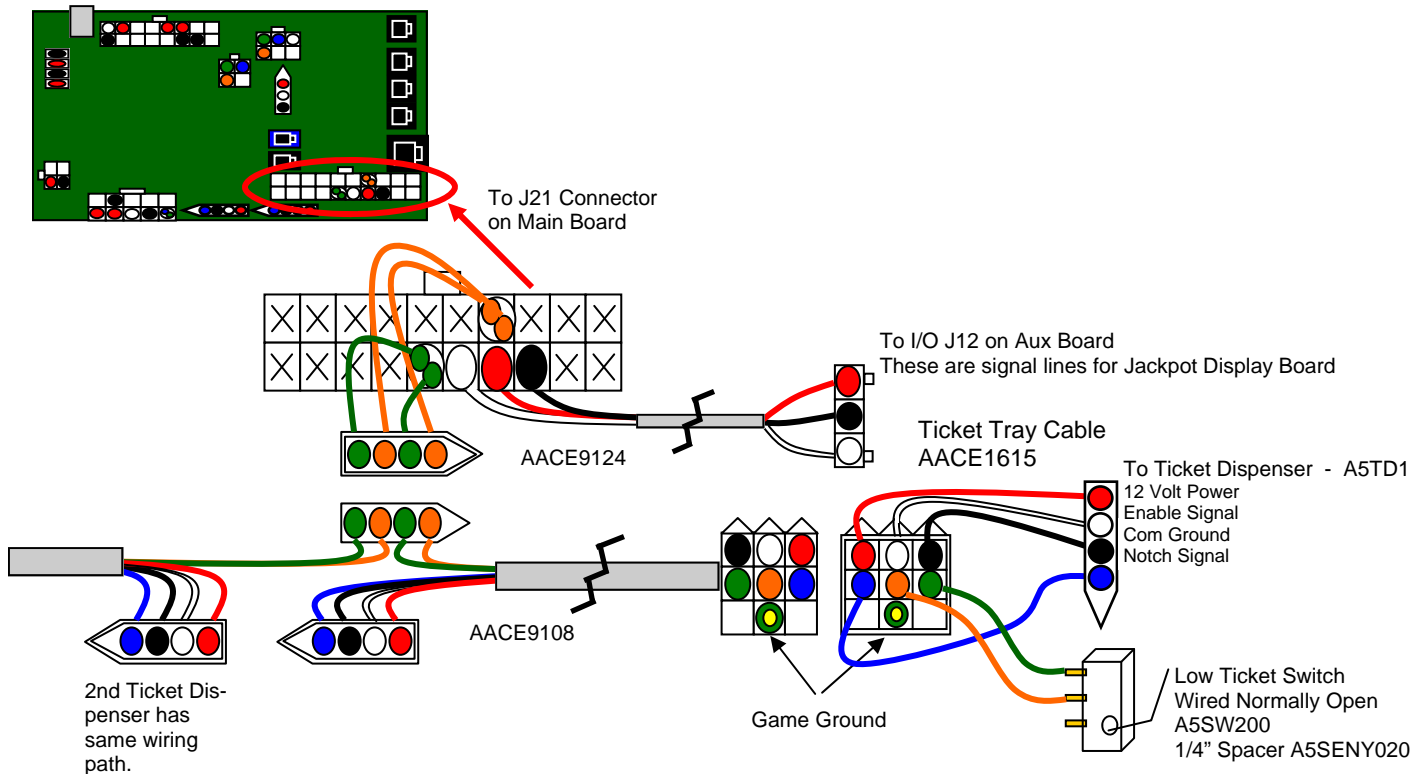 To J21 Connector
on Main Board
To I/O J12 on Aux Board
These are signal lines for Jackpot Display Board
AACE9124
Ticket Tray Cable
AACE1615
To Ticket Dispenser - A5TD1
12 Volt Power
Enable Signal
Com Ground
Notch Signal
AACE9108
2nd Ticket Dis-
penser has
same wiring
path.
Game Ground
Low Ticket Switch
Wired Normally Open
A5SW200
1/4” Spacer A5SENY020